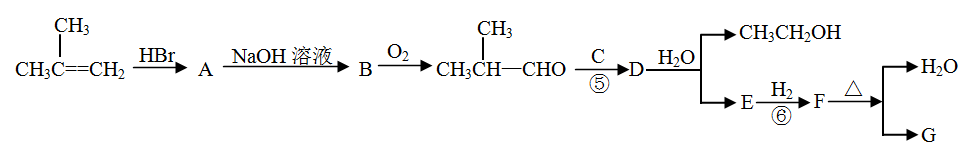 CH₃
CH₃C=CH₂
HBr
A
NaOH 溶液
B
O₂
CH₃
CH₃CH—CHO
C
⑤
D
H₂O
CH₃CH₂OH
E
H₂
⑥
F
△
H₂O
G